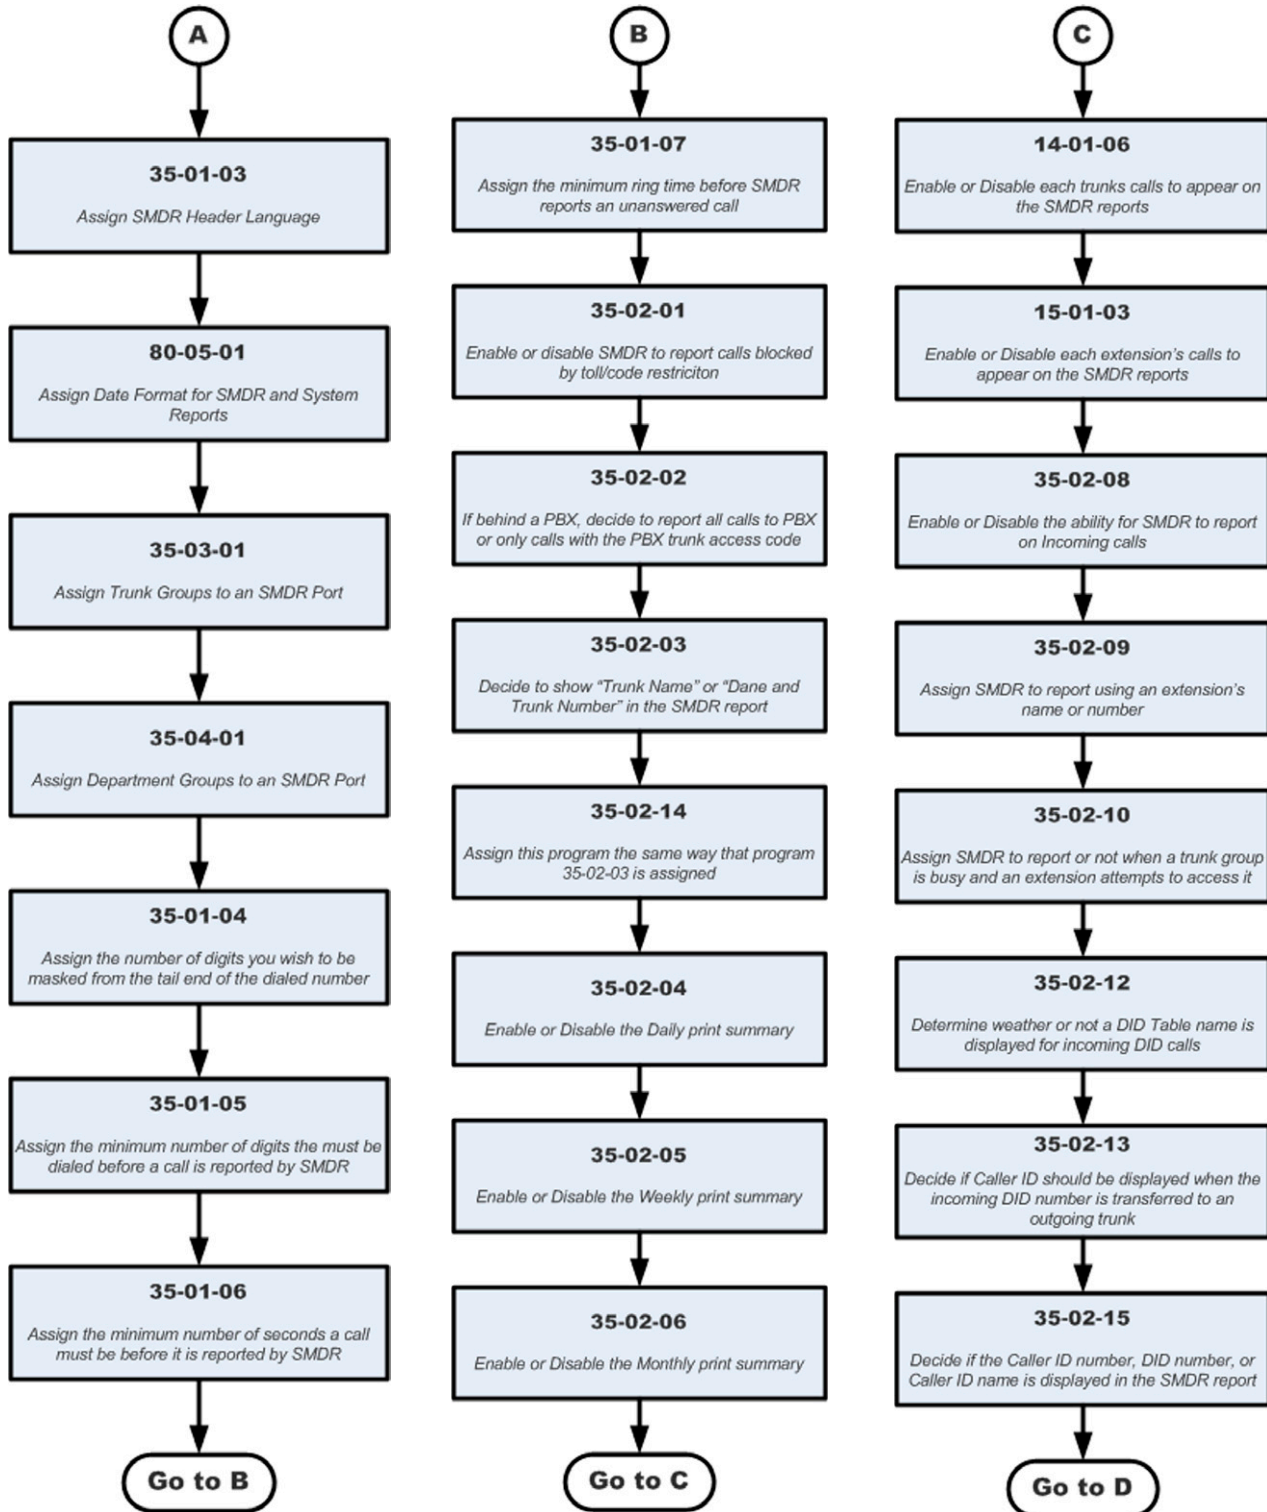 A
35-01-03
Assign SMDR Header Language
80-05-01
Assign Date Format for SMDR and System
Reports
35-03-01
Assign Trunk Groups to an SMDR Port
35-04-01
Assign Department Groups to an SMDR Port
35-01-04
Assign the number of digits you wish to be
masked from the tail end of the dialed number
35-01-05
Assign the minimum number of digits the must be
dialed before a call is reported by SMDR
35-01-06
Assign the minimum number of seconds a call
must be before it is reported by SMDR
Go to B
B
35-01-07
Assign the minimum ring time before SMDR
reports an unanswered call
35-02-01
Enable or disable SMDR to report calls blocked
by toll/code restriciton
35-02-02
If behind a PBX, decide to report all calls to PBX
or only calls with the PBX trunk access code
35-02-03
Decide to show “Trunk Name” or “Dane and
Trunk Number” in the SMDR report
35-02-14
Assign this program the same way that program
35-02-03 is assigned
35-02-04
Enable or Disable the Daily print summary
35-02-05
Enable or Disable the Weekly print summary
35-02-06
Enable or Disable the Monthly print summary
Go to C
C
14-01-06
Enable or Disable each trunks calls to appear on
the SMDR reports
15-01-03
Enable or Disable each extension’s calls to
appear on the SMDR reports
35-02-08
Enable or Disable the ability for SMDR to report
on Incoming calls
35-02-09
Assign SMDR to report using an extension’s
name or number
35-02-10
Assign SMDR to report or not when a trunk group
is busy and an extension attempts to access it
35-02-12
Determine weather or not a DID Table name is
displayed for incoming DID calls
35-02-13
Decide if Caller ID should be displayed when the
incoming DID number is transferred to an
outgoing trunk
35-02-15
Decide if the Caller ID number, DID number, or
Caller ID name is displayed in the SMDR report
Go to D